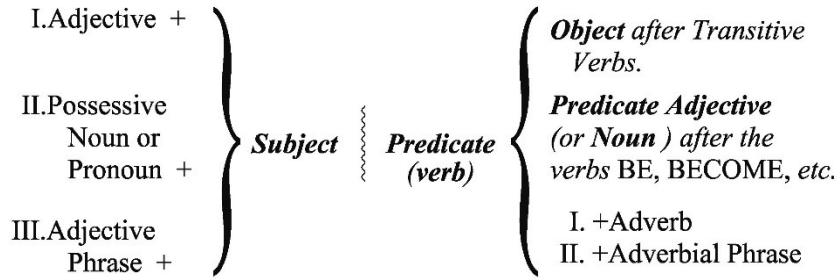 I.Adjective +
II.Possessive
Noun or
Pronoun +
III.Adjective
Phrase +
Subject
Predicate
(verb)
Object after Transitive
Verbs.
Predicate Adjective
(or Noun ) after the
verbs BE, BECOME, etc.
I. +Adverb
II. +Adverbial Phrase